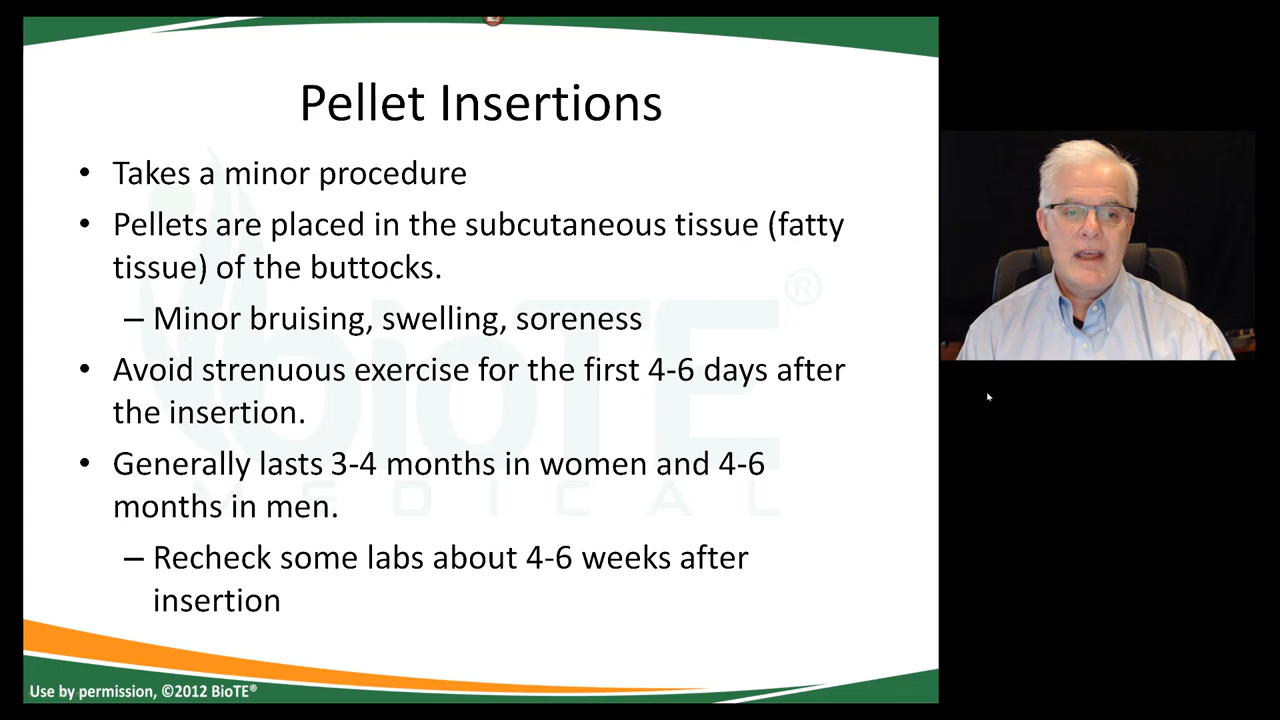 Pellet Insertions
• Takes a minor procedure
• Pellets are placed in the subcutaneous tissue (fatty
tissue) of the buttocks.
– Minor bruising, swelling, soreness
• Avoid strenuous exercise for the first 4-6 days after
the insertion.
• Generally lasts 3-4 months in women and 4-6
months in men.
– Recheck some labs about 4-6 weeks after
insertion
bioTE®
MEDICAL
Use by permission, ©2012 BioTE®